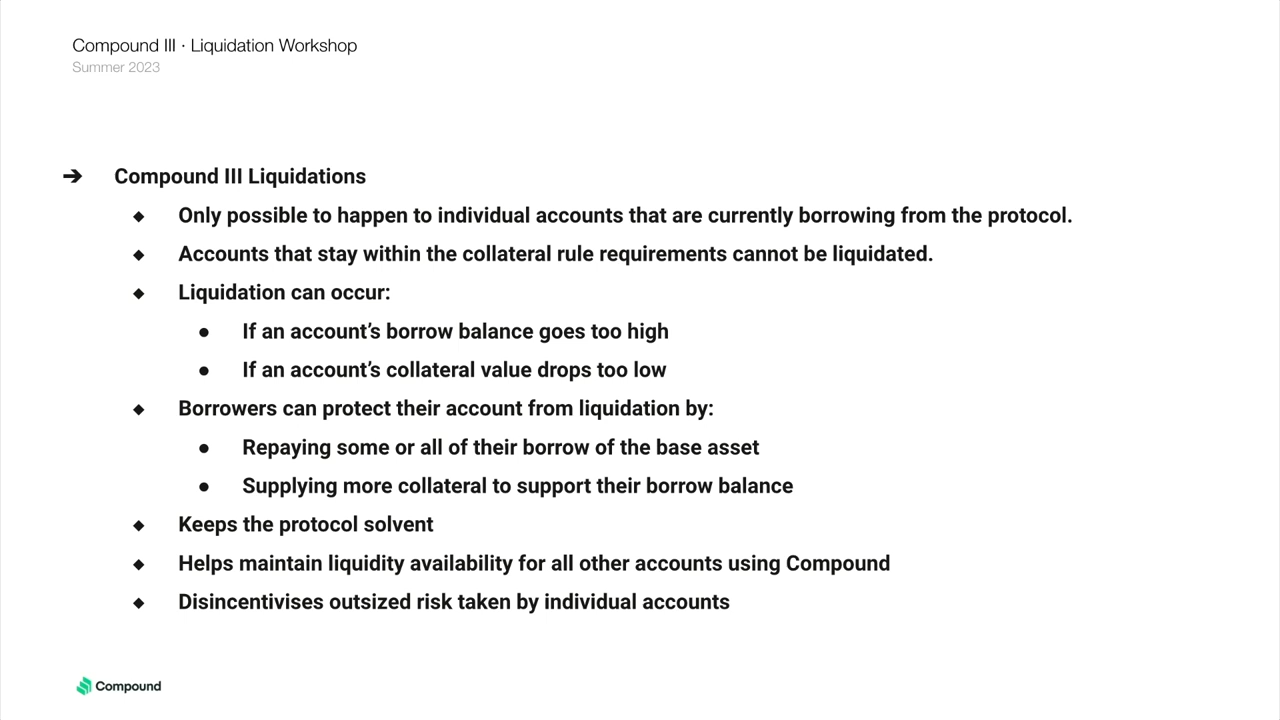 Compound III · Liquidation Workshop
Summer 2023
➔ Compound III Liquidations
◆ Only possible to happen to individual accounts that are currently borrowing from the protocol.
◆ Accounts that stay within the collateral rule requirements cannot be liquidated.
◆ Liquidation can occur:
● If an account’s borrow balance goes too high
● If an account’s collateral value drops too low
◆ Borrowers can protect their account from liquidation by:
● Repaying some or all of their borrow of the base asset
● Supplying more collateral to support their borrow balance
◆ Keeps the protocol solvent
◆ Helps maintain liquidity availability for all other accounts using Compound
◆ Disincentivises outsized risk taken by individual accounts
Compound